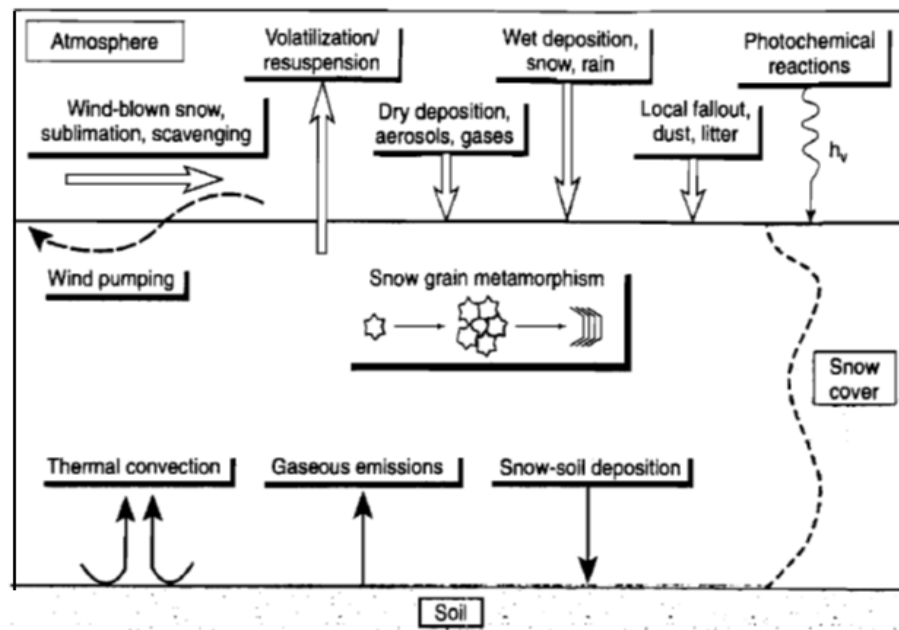 Atmosphere
Volatilization/
resuspension
Wet deposition,
snow, rain
Photochemical
reactions
Wind-blown snow,
sublimation, scavenging
Dry deposition,
aerosols, gases
Local fallout,
dust, litter
hᵥ
Wind pumping
Snow grain metamorphism
Snow
cover
Thermal convection
Gaseous emissions
Snow-soil deposition
Soil